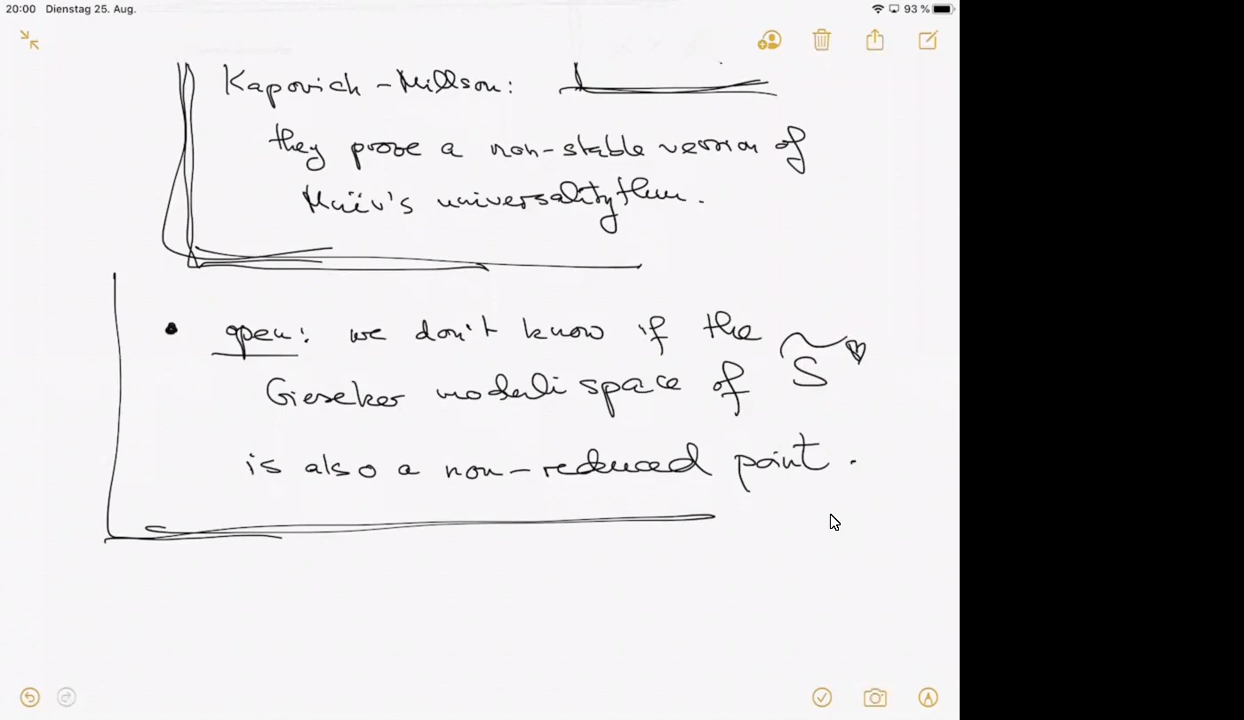 20:00 Dienstag 25. Aug. 93 %
Kapovich - Millson:
they prove a non-stable version of
Mnëv's universality thm.
• open: we don't know if the
Gieseker moduli space of S̃
is also a non-reduced point.